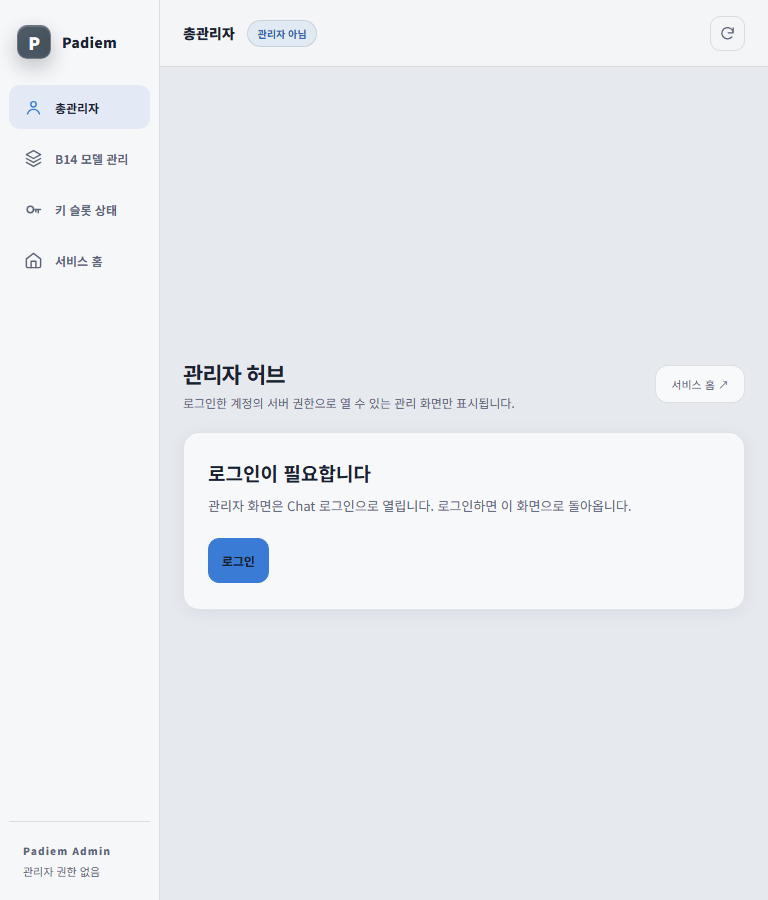 P Padiem
총관리자
B14 모델 관리
키 슬롯 상태
서비스 홈
Padiem Admin
관리자 권한 없음
총관리자 관리자 아님
관리자 허브
로그인한 계정의 서버 권한으로 열 수 있는 관리 화면만 표시됩니다.
서비스 홈 ↗
로그인이 필요합니다
관리자 화면은 Chat 로그인으로 열립니다. 로그인하면 이 화면으로 돌아옵니다.
로그인